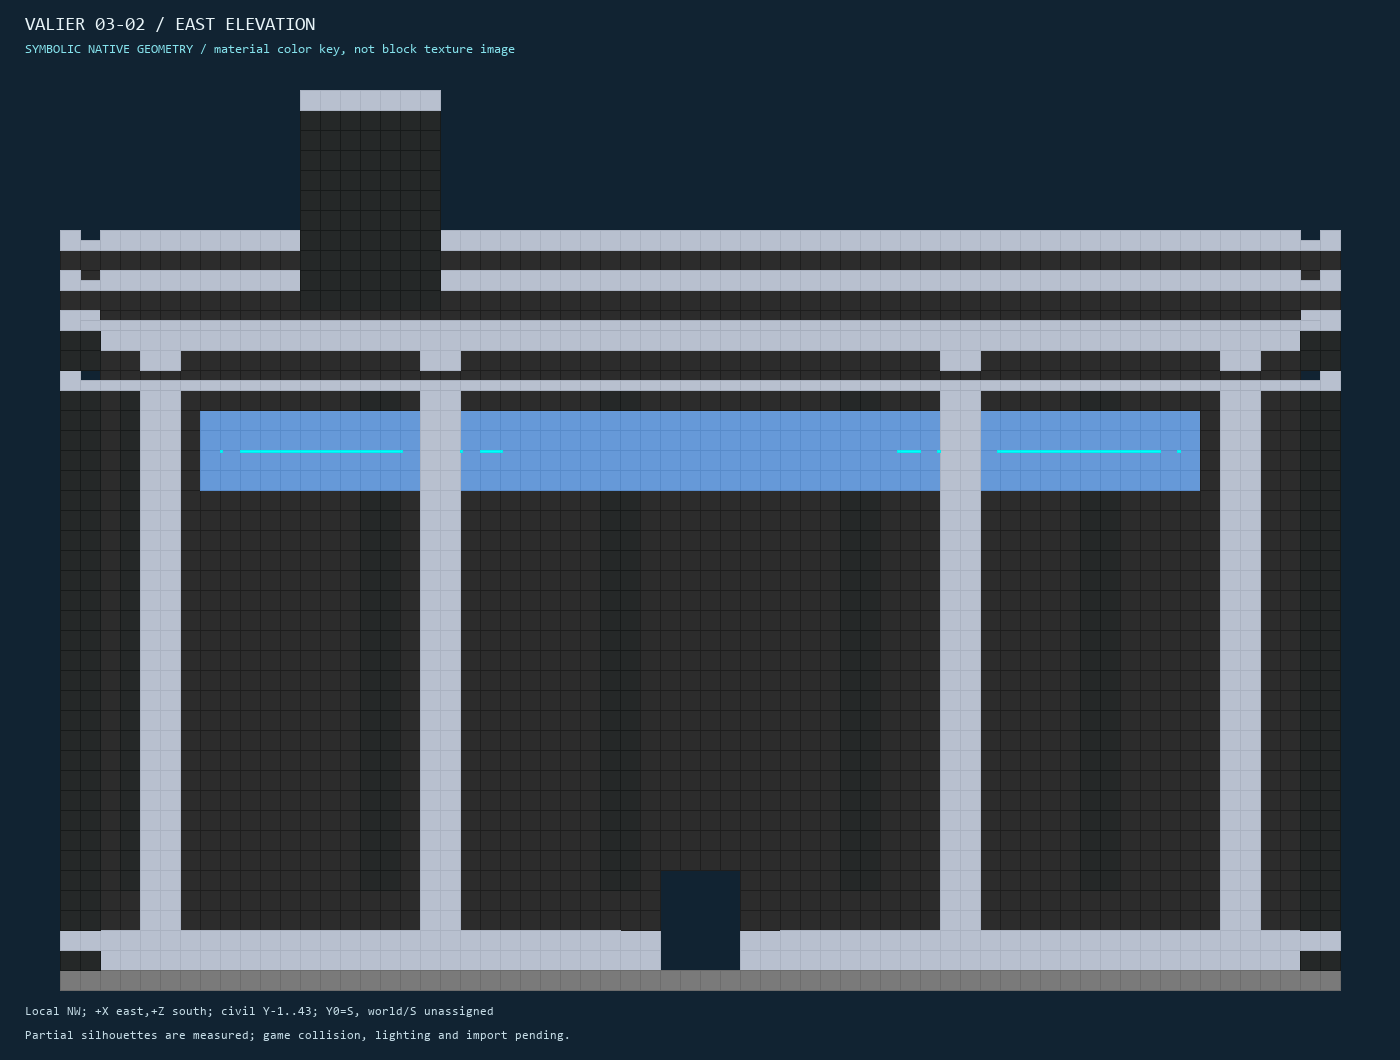 VALIER 03-02 / EAST ELEVATION
SYMBOLIC NATIVE GEOMETRY / material color key, not block texture image
Local NW; +X east,+Z south; civil Y-1..43; Y0=S, world/S unassigned
Partial silhouettes are measured; game collision, lighting and import pending.